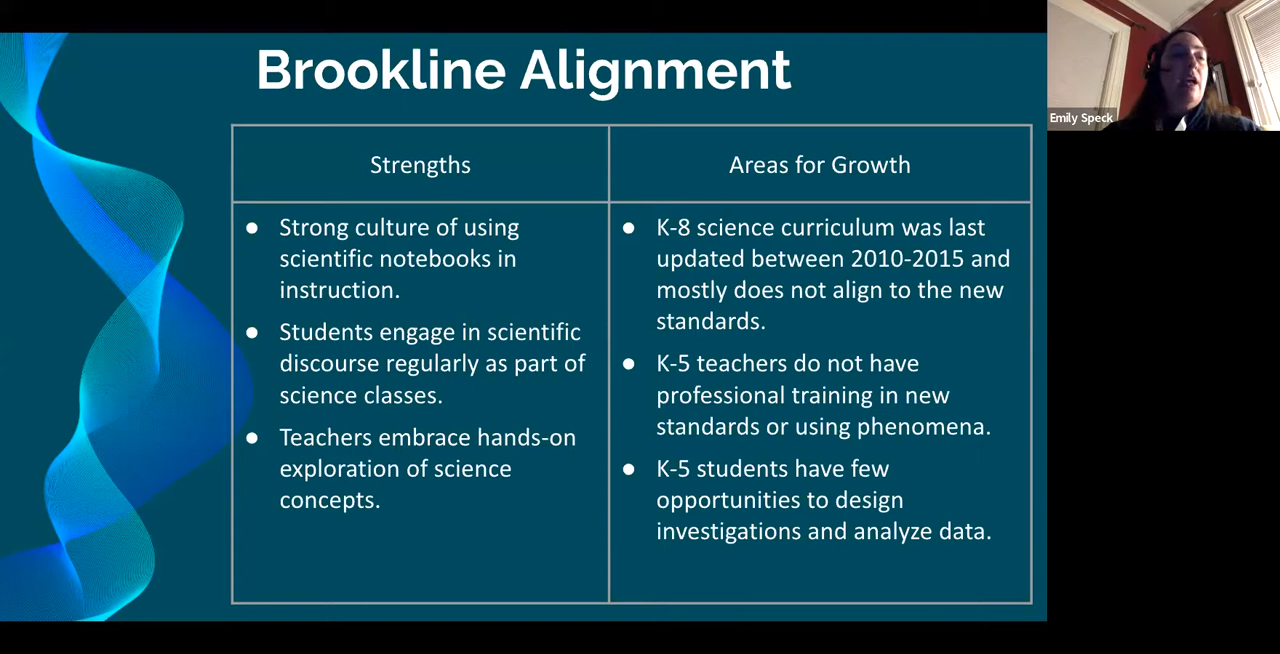 Brookline Alignment
Emily Speck
Strengths
Areas for Growth
● Strong culture of using
scientific notebooks in
instruction.
● Students engage in scientific
discourse regularly as part of
science classes.
● Teachers embrace hands-on
exploration of science
concepts.
● K-8 science curriculum was last
updated between 2010-2015 and
mostly does not align to the new
standards.
● K-5 teachers do not have
professional training in new
standards or using phenomena.
● K-5 students have few
opportunities to design
investigations and analyze data.